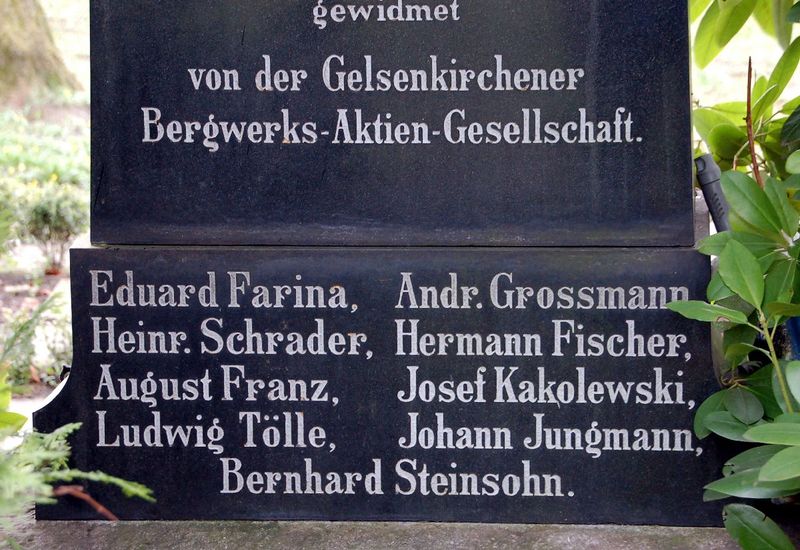 gewidmet
von der Gelsenkirchener
Bergwerks-Aktien-Gesellschaft.
Eduard Farina, Andr. Grossmann
Heinr. Schrader, Hermann Fischer,
August Franz, Josef Kakolewski,
Ludwig Tölle, Johann Jungmann,
Bernhard Steinsohn.